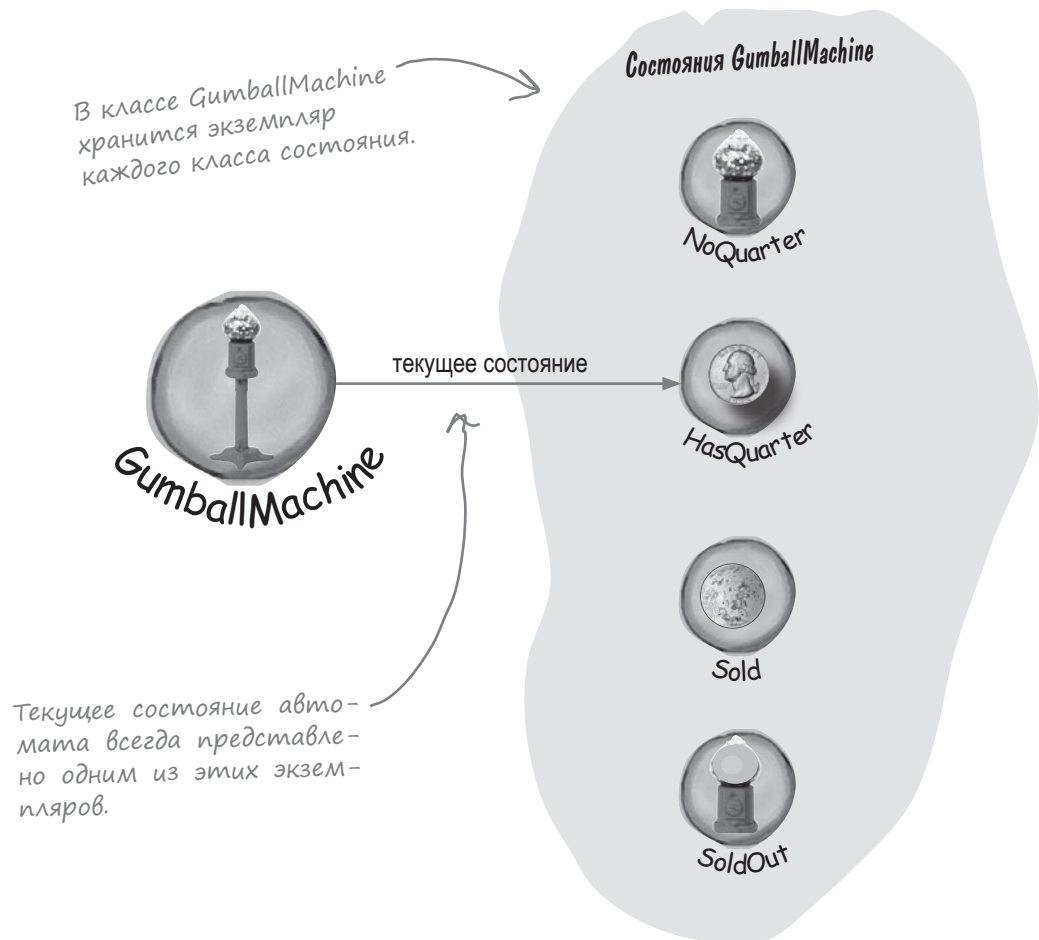 Состояния GumballMachine
В классе GumballMachine
хранится экземпляр
каждого класса состояния.
NoQuarter
GumballMachine
текущее состояние
HasQuarter
Sold
Текущее состояние авто-
мата всегда представле-
но одним из этих экзем-
пляров.
SoldOut